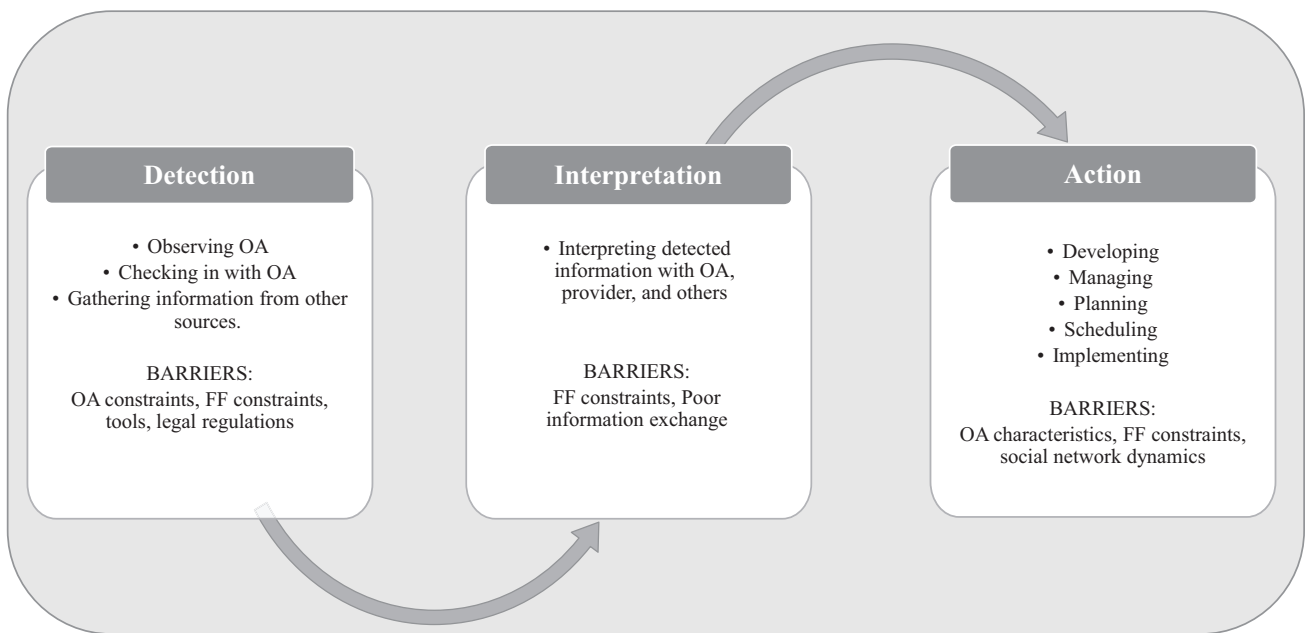 Detection
• Observing OA
• Checking in with OA
• Gathering information from other
sources.
BARRIERS:
OA constraints, FF constraints,
tools, legal regulations
Interpretation
• Interpreting detected
information with OA,
provider, and others
BARRIERS:
FF constraints, Poor
information exchange
Action
• Developing
• Managing
• Planning
• Scheduling
• Implementing
BARRIERS:
OA characteristics, FF constraints,
social network dynamics